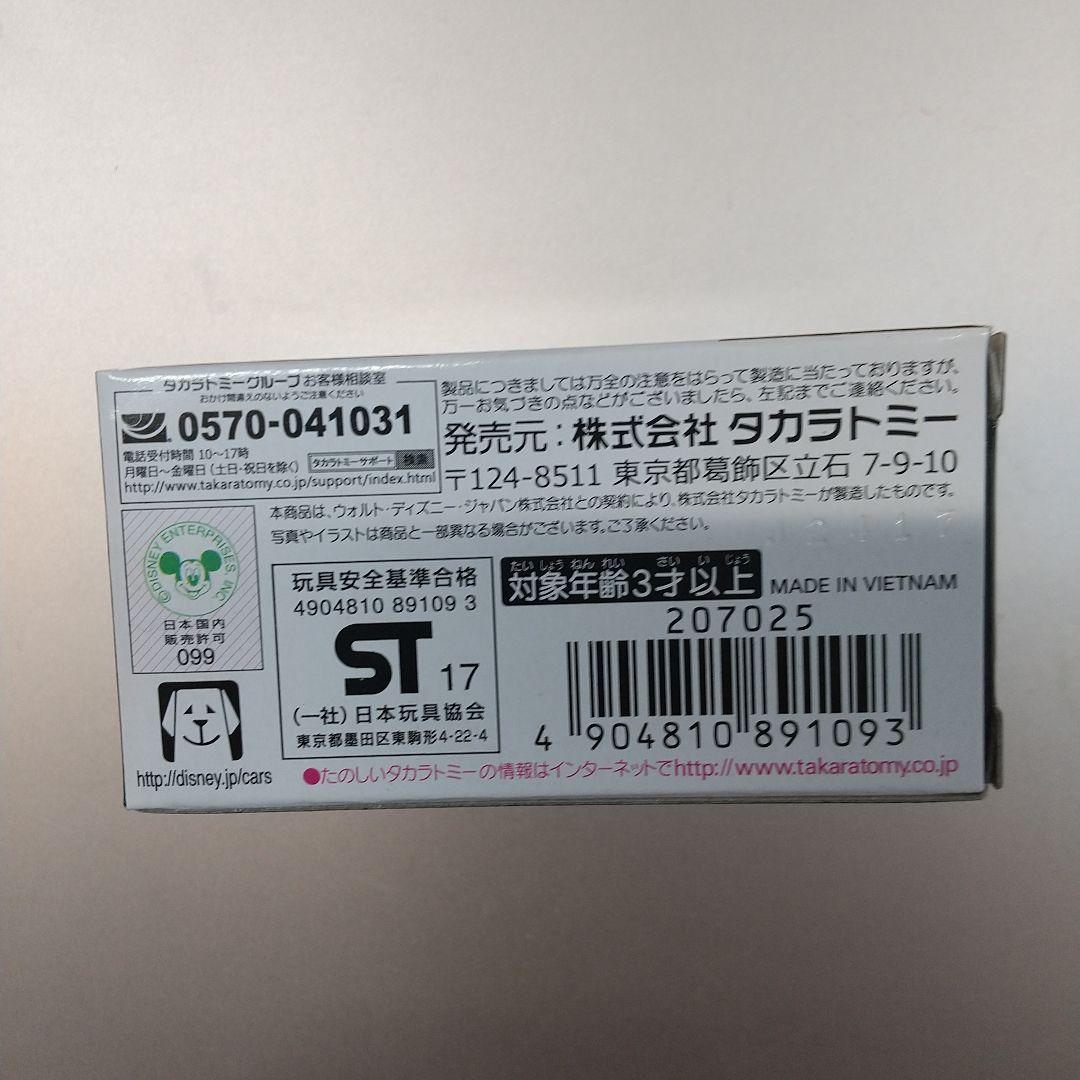 タカラトミーグループお客様相談室
おかけ間違えのないようご注意ください
0570-041031
電話受付時間 10～17時
月曜日～金曜日 (土日・祝日を除く) タカラトミーサポート 検索
http://www.takaratomy.co.jp/support/index.html
製品につきましては万全の注意をはらって製造に当たっておりますが、
万一お気づきの点などがございましたら、左記までご連絡ください。
発売元：株式会社 タカラトミー
〒124-8511 東京都葛飾区立石 7-9-10
本商品は、ウォルト・ディズニー・ジャパン株式会社との契約により、株式会社タカラトミーが製造したものです。
写真やイラストは商品と一部異なる場合がございます。ご了承ください。
©DISNEY ENTERPRISES INC
日本国内
販売許可
099
http://disney.jp/cars
玩具安全基準合格
4904810 89109 3
ST 17
(一社) 日本玩具協会
東京都墨田区東駒形4-22-4
たいしょうねんれい さい いじょう
対象年齢3才以上 MADE IN VIETNAM
207025
4 904810 891093
●たのしいタカラトミーの情報はインターネットでhttp://www.takaratomy.co.jp